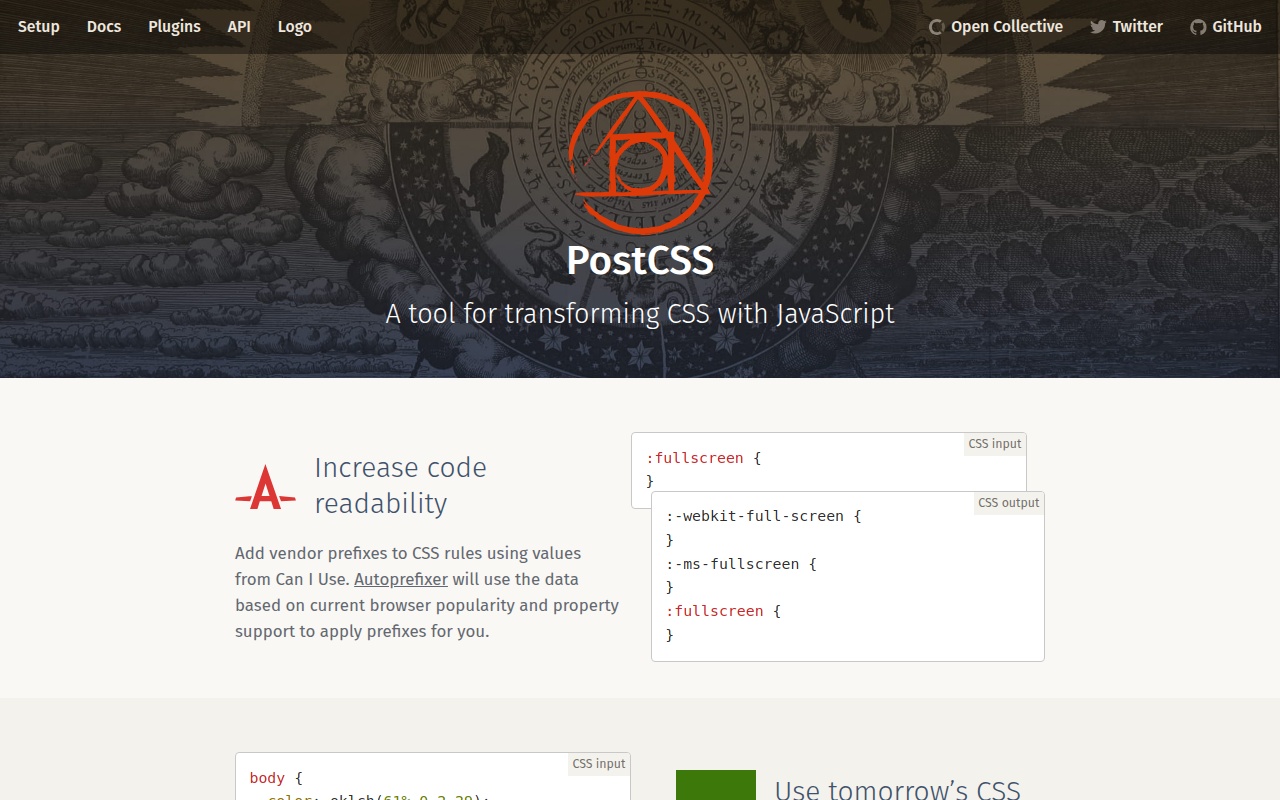 Setup Docs Plugins API Logo Open Collective Twitter GitHub
PostCSS
A tool for transforming CSS with JavaScript
Increase code
readability
Add vendor prefixes to CSS rules using values
from Can I Use. Autoprefixer will use the data
based on current browser popularity and property
support to apply prefixes for you.
CSS input
:fullscreen {
}
CSS output
:-webkit-full-screen {
}
:-ms-fullscreen {
}
:fullscreen {
}
CSS input
body {
color: oklch(61% 0.2 29);
Use tomorrow’s CSS